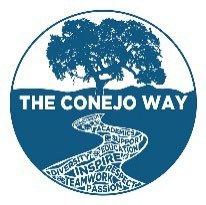 THE CONEJO WAY
ACADEMICS
SUPPORT
EDUCATION
DIVERSITY
INSPIRE
RESPECT
TEAMWORK
PASSION